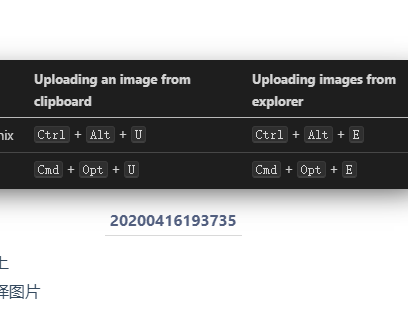 Uploading an image from clipboard
Uploading images from explorer
nix Ctrl + Alt + U Ctrl + Alt + E
Cmd + Opt + U Cmd + Opt + E
20200416193735
上
择图片